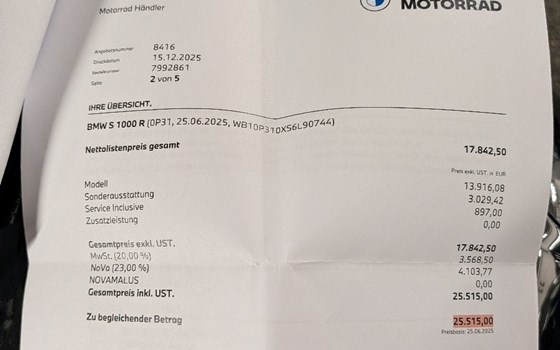 Motorrad Händler
MOTORRAD
Angebotsnummer 8416
Druckdatum 15.12.2025
Bestellnummer 7992861
Seite 2 von 5
IHRE ÜBERSICHT.
BMW S 1000 R (0P31, 25.06.2025, WB10P310XS6L90744)
Nettolistenpreis gesamt 17.842,50
Preis exkl. UST. in EUR
Modell 13.916,08
Sonderausstattung 3.029,42
Service Inclusive 897,00
Zusatzleistung 0,00
Gesamtpreis exkl. UST. 17.842,50
MwSt. (20,00 %) 3.568,50
NoVa (23,00 %) 4.103,77
NOVAMALUS 0,00
Gesamtpreis inkl. UST. 25.515,00
Zu begleichender Betrag 25.515,00
Preisbasis: 25.06.2025